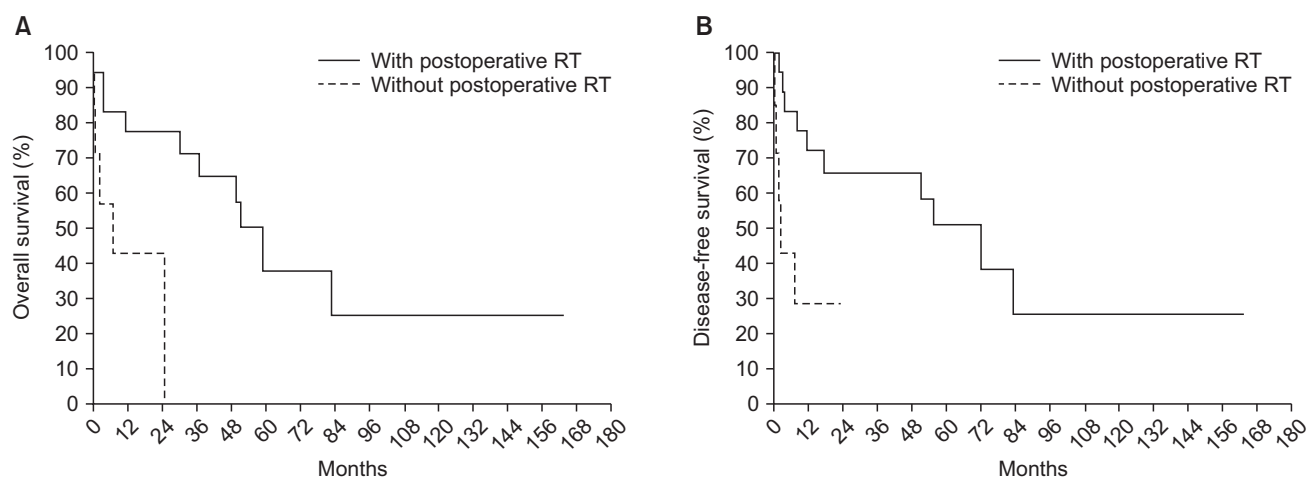 A
With postoperative RT
Without postoperative RT
Overall survival (%)
100
90
80
70
60
50
40
30
20
10
0
0 12 24 36 48 60 72 84 96 108 120 132 144 156 168 180
Months
B
With postoperative RT
Without postoperative RT
Disease-free survival (%)
100
90
80
70
60
50
40
30
20
10
0
0 12 24 36 48 60 72 84 96 108 120 132 144 156 168 180
Months